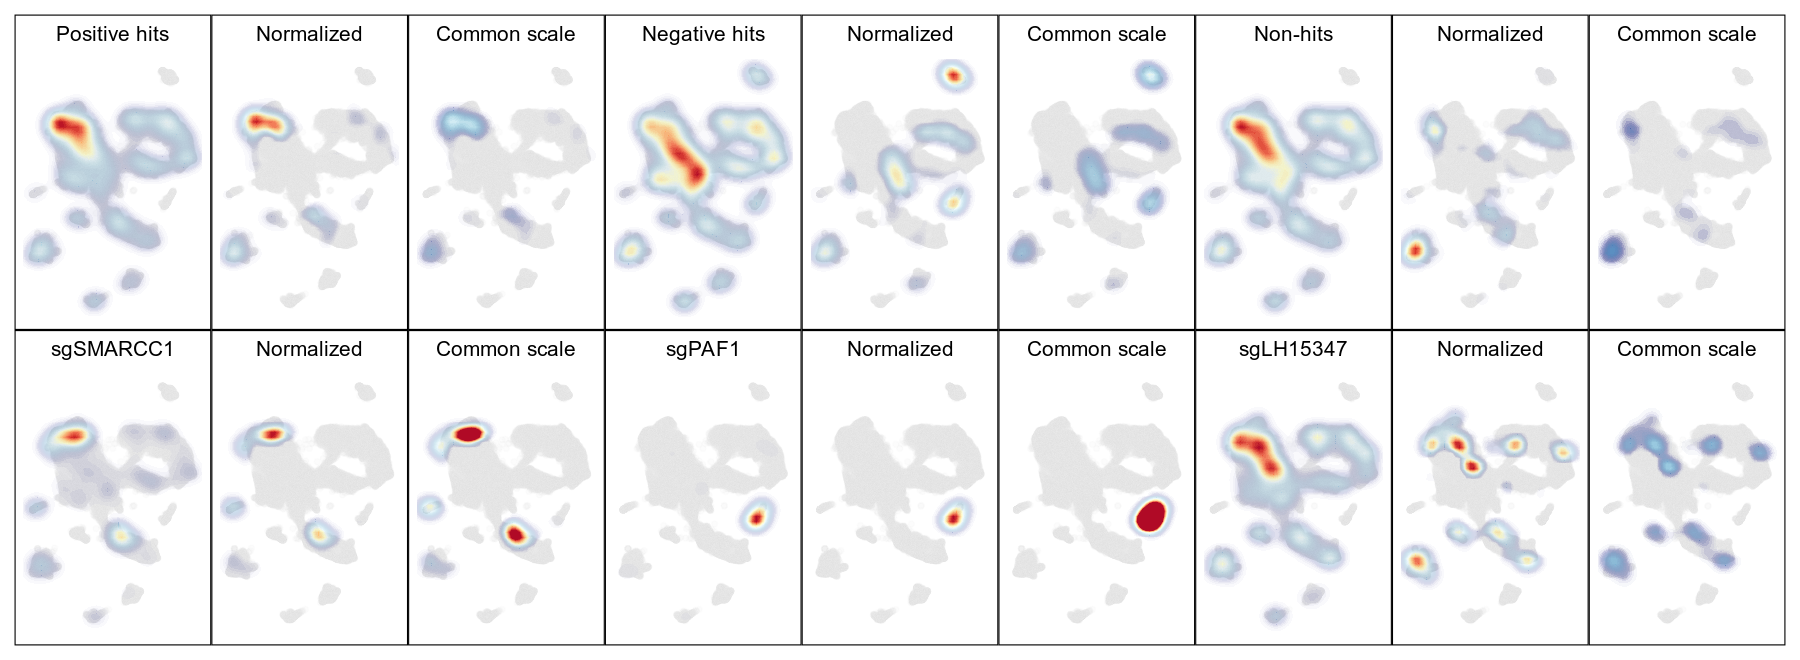 Positive hits
Normalized
Common scale
Negative hits
Normalized
Common scale
Non-hits
Normalized
Common scale
sgSMARCC1
Normalized
Common scale
sgPAF1
Normalized
Common scale
sgLH15347
Normalized
Common scale